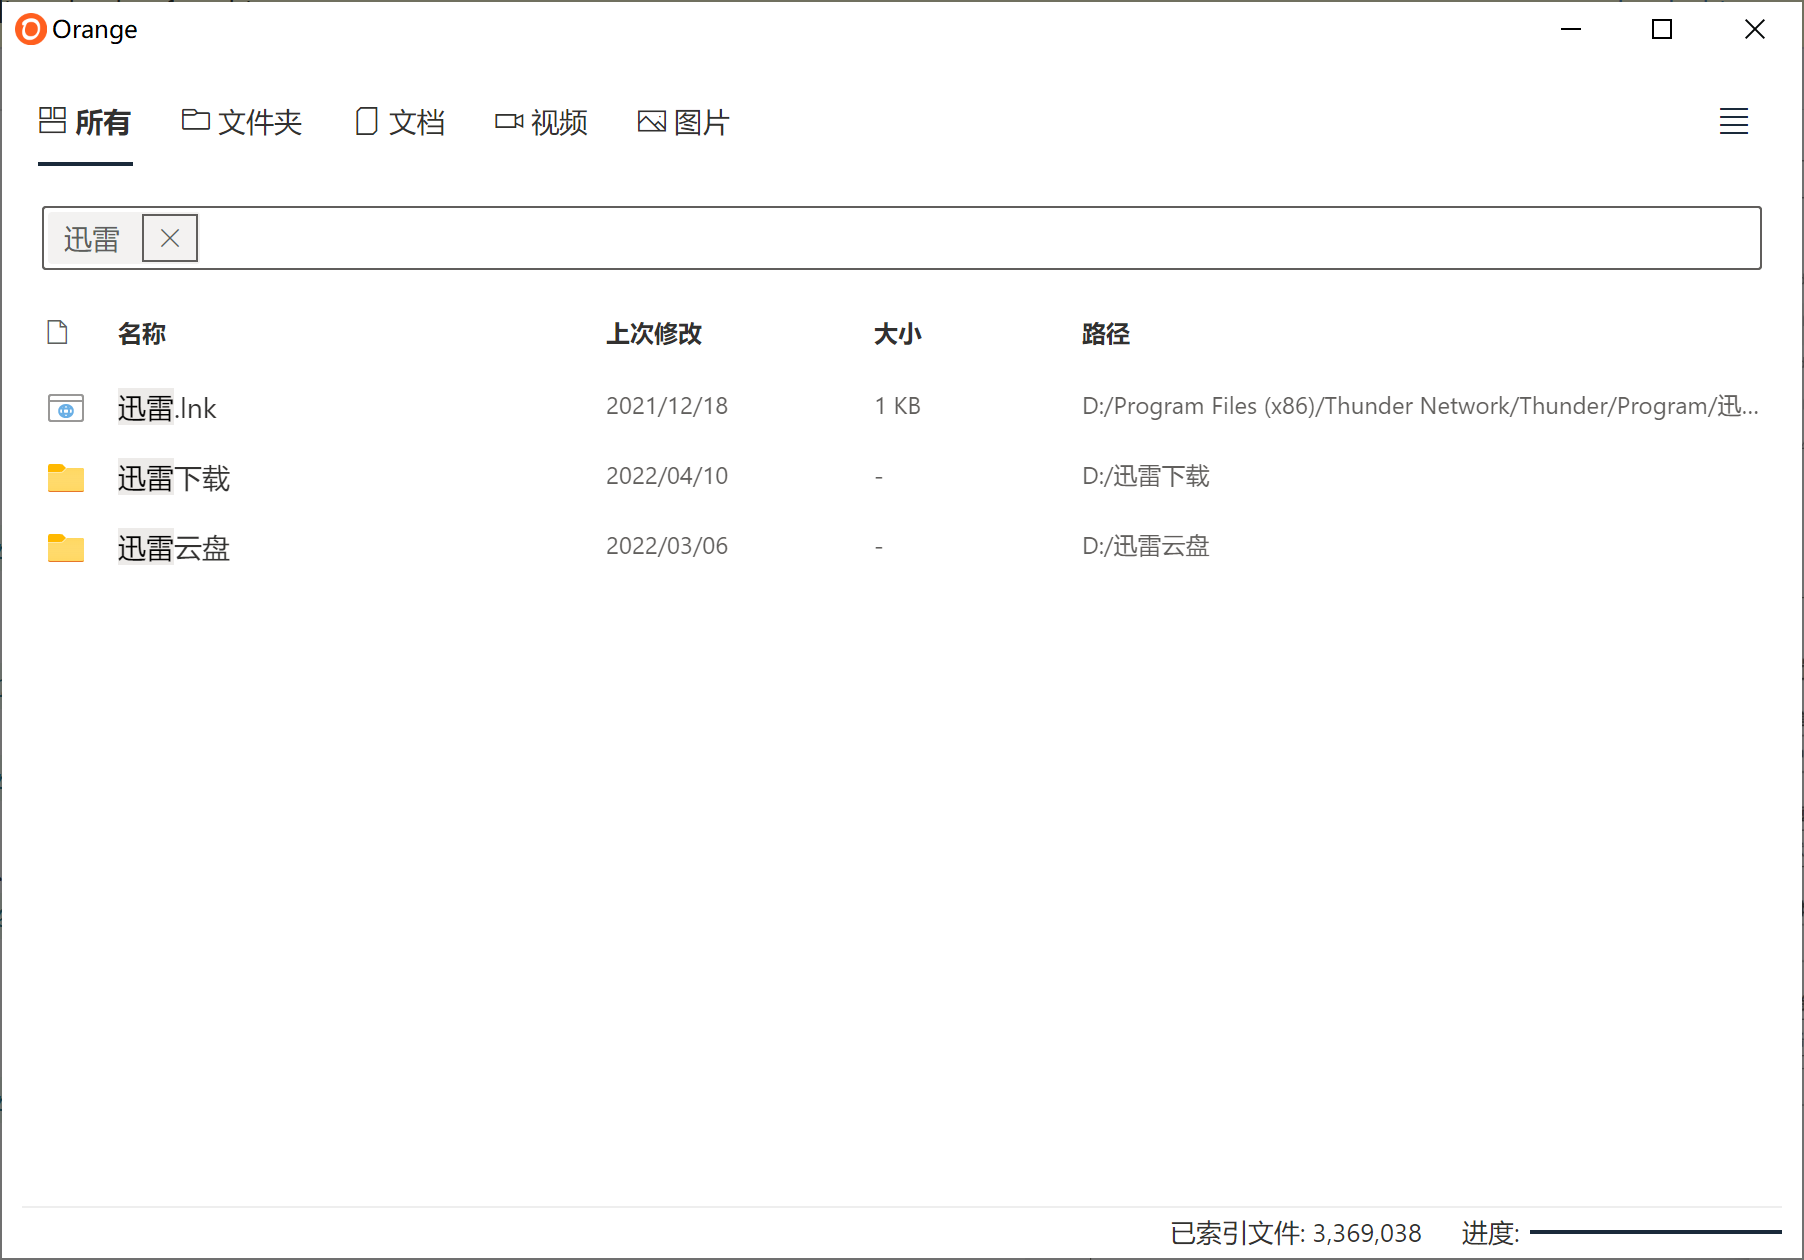 Orange
所有 文件夹 文档 视频 图片
迅雷
名称 上次修改 大小 路径
迅雷.lnk 2021/12/18 1 KB D:/Program Files (x86)/Thunder Network/Thunder/Program/迅...
迅雷下载 2022/04/10 - D:/迅雷下载
迅雷云盘 2022/03/06 - D:/迅雷云盘
已索引文件: 3,369,038 进度: